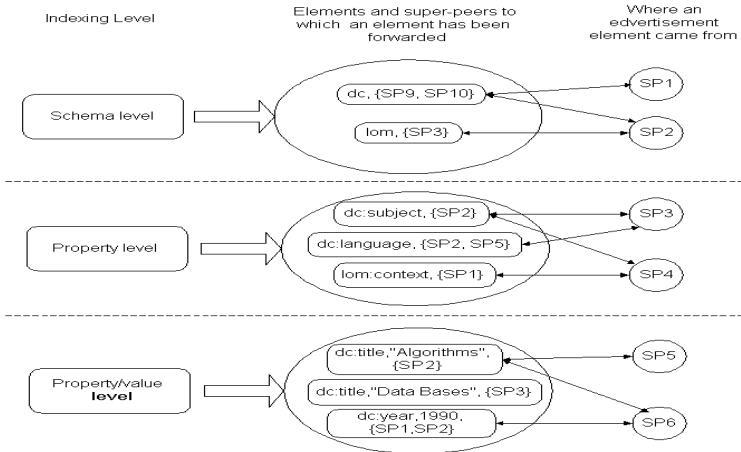 Indexing Level
Elements and super-peers to
which an element has been
forwarded
Where an
edvertisement
element came from
Schema level
dc, {SP9, SP10}
lom, {SP3}
SP1
SP2
Property level
dc:subject, {SP2}
dc:language, {SP2, SP5}
lom:context, {SP1}
SP3
SP4
Property/value
level
dc:title,"Algorithms",
{SP2}
dc:title,"Data Bases", {SP3}
dc:year,1990,
{SP1,SP2}
SP5
SP6